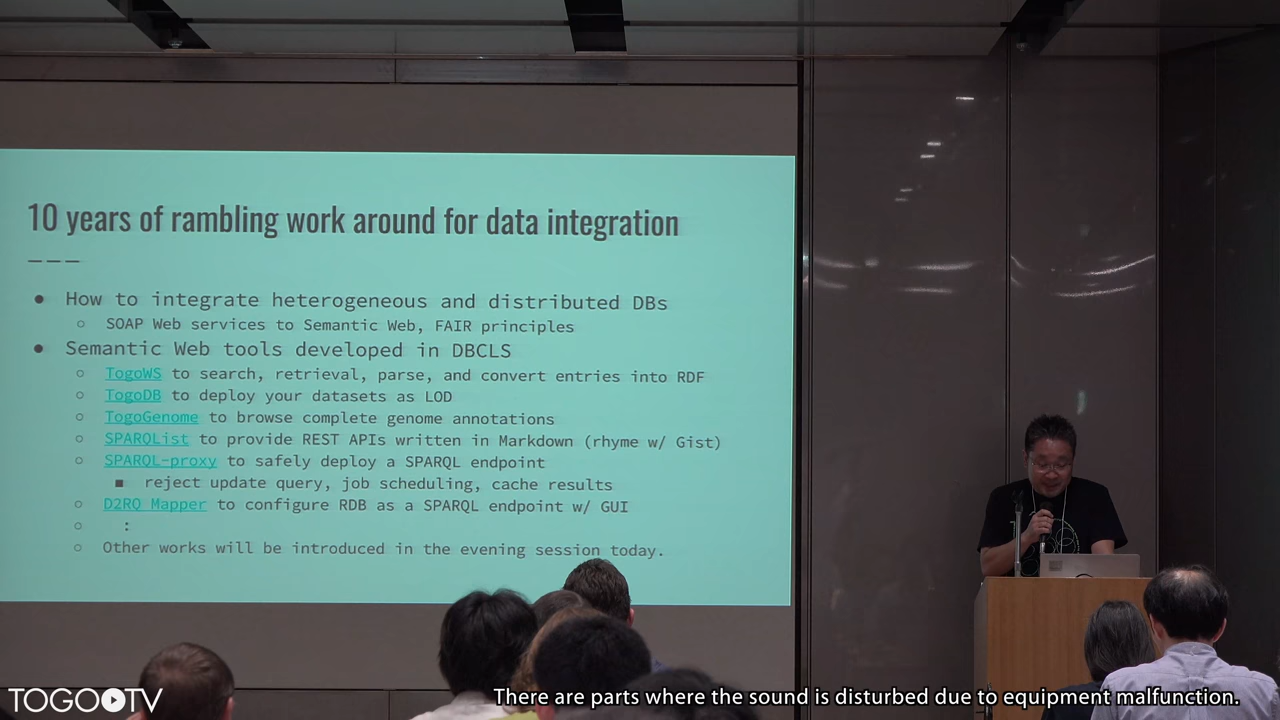 10 years of rambling work around for data integration
● How to integrate heterogeneous and distributed DBs
○ SOAP Web services to Semantic Web, FAIR principles
● Semantic Web tools developed in DBCLS
○ TogoWS to search, retrieval, parse, and convert entries into RDF
○ TogoDB to deploy your datasets as LOD
○ TogoGenome to browse complete genome annotations
○ SPARQList to provide REST APIs written in Markdown (rhyme w/ Gist)
○ SPARQL-proxy to safely deploy a SPARQL endpoint
■ reject update query, job scheduling, cache results
○ D2RQ Mapper to configure RDB as a SPARQL endpoint w/ GUI
○ :
○ Other works will be introduced in the evening session today.
TOGO TV
There are parts where the sound is disturbed due to equipment malfunction.